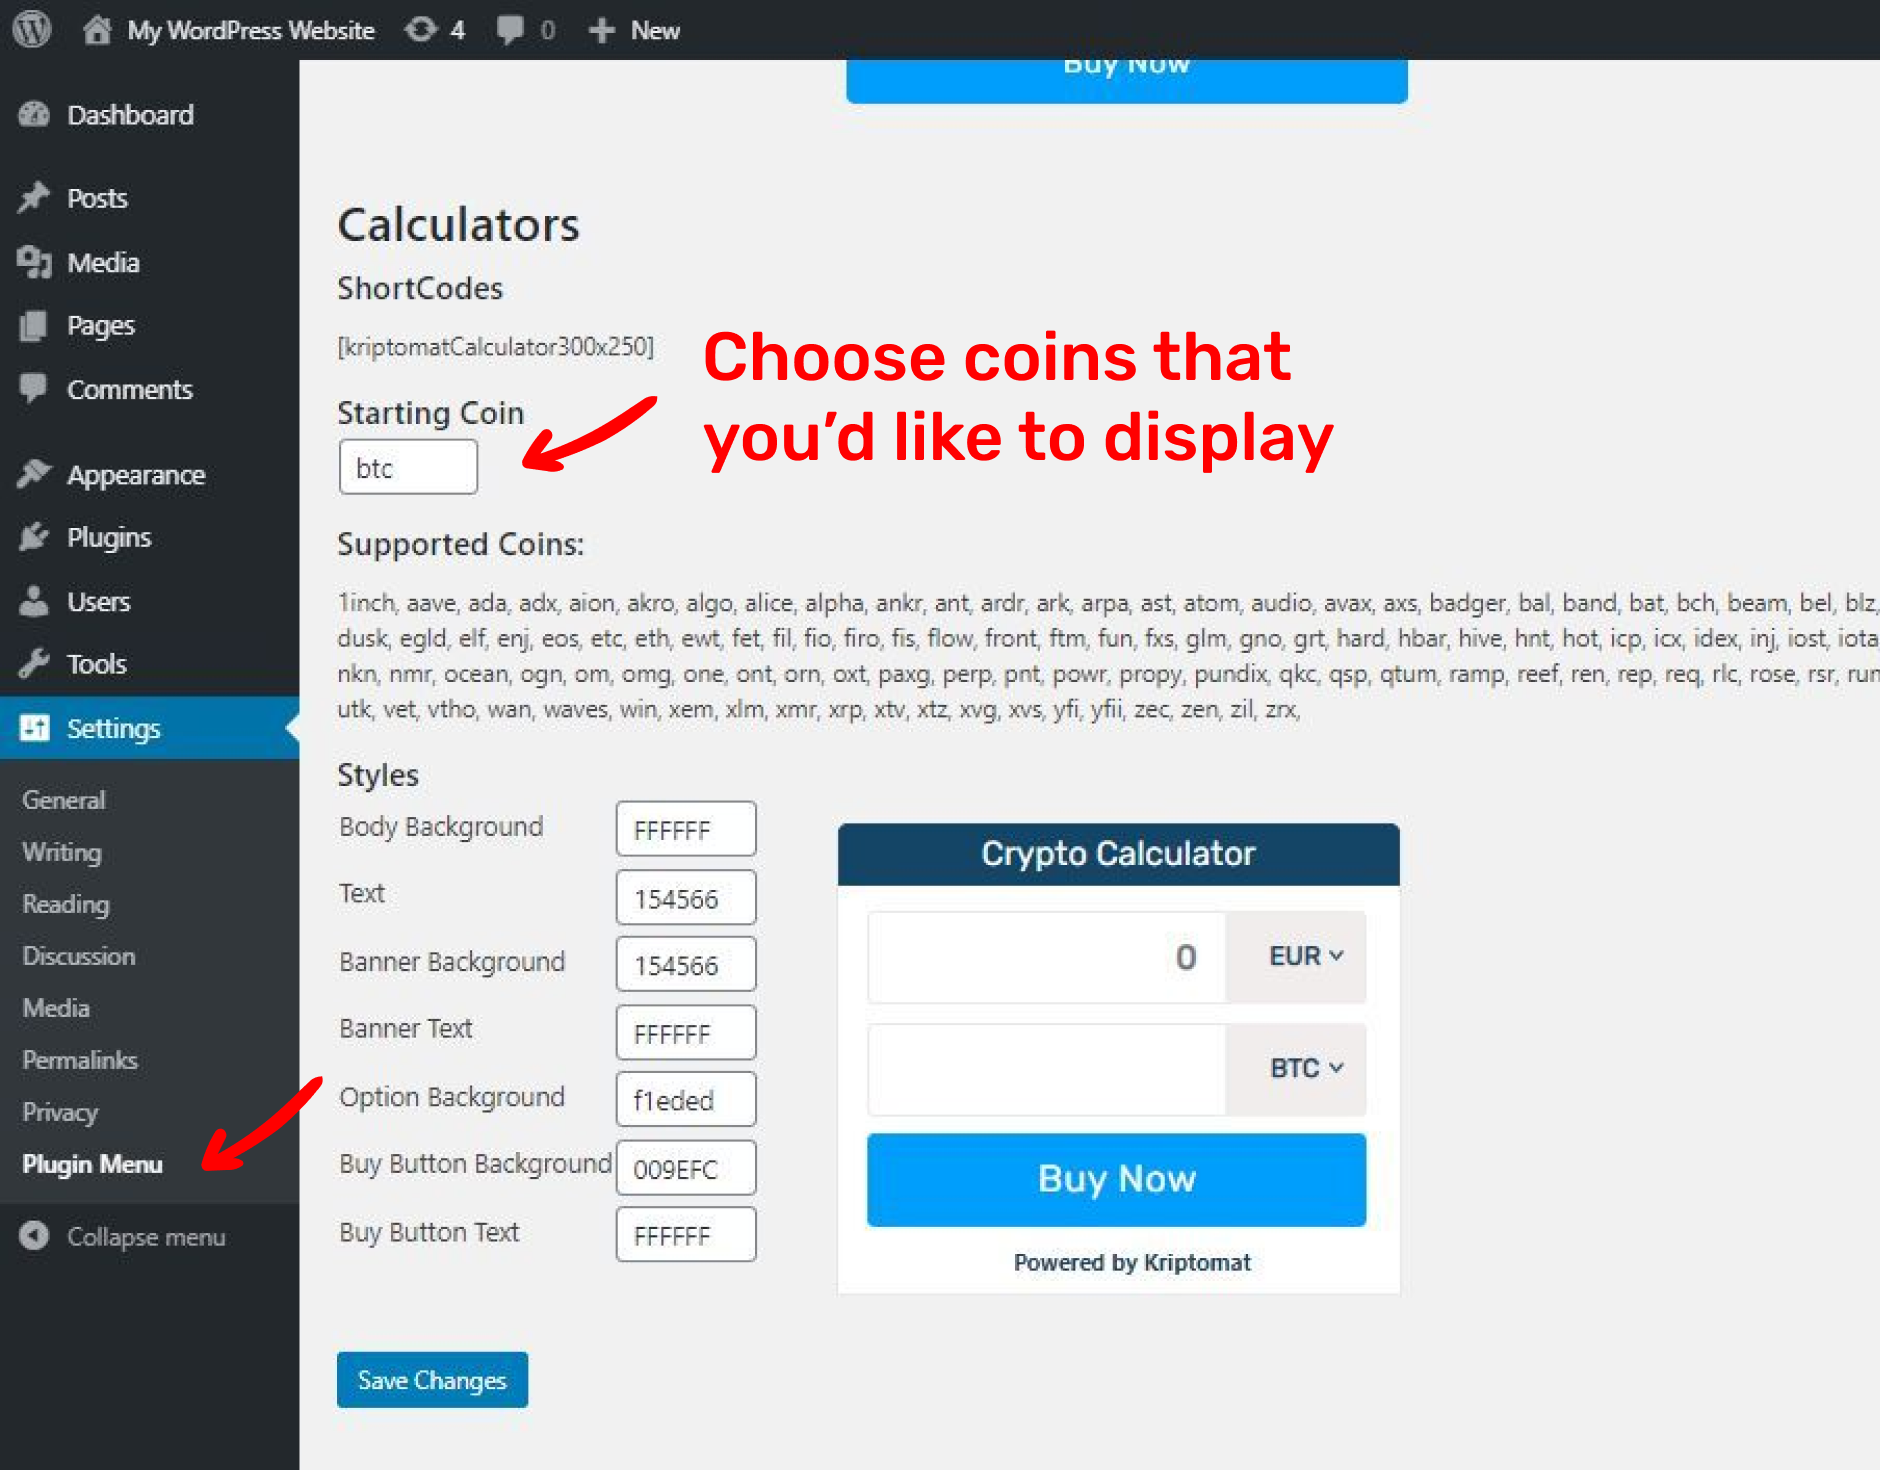 My WordPress Website 4 0 New
Dashboard
Posts
Media
Pages
Comments
Appearance
Plugins
Users
Tools
Settings
General
Writing
Reading
Discussion
Media
Permalinks
Privacy
Plugin Menu
Collapse menu
Buy Now
Calculators
ShortCodes
[kriptomatCalculator300x250]
Choose coins that
you’d like to display
Starting Coin
btc
Supported Coins:
1inch, aave, ada, adx, aion, akro, algo, alice, alpha, ankr, ant, ardr, ark, arpa, ast, atom, audio, avax, axs, badger, bal, band, bat, bch, beam, bel, blz,
dusk, egld, elf, enj, eos, etc, eth, ewt, fet, fil, fio, firo, fis, flow, front, ftm, fun, fxs, glm, gno, grt, hard, hbar, hive, hnt, hot, icp, icx, idex, inj, iost, iota
nkn, nmr, ocean, ogn, om, omg, one, ont, orn, oxt, paxg, perp, pnt, powr, propy, pundix, qkc, qsp, qtum, ramp, reef, ren, rep, req, rlc, rose, rsr, run
utk, vet, vtho, wan, waves, win, xem, xlm, xmr, xrp, xtv, xtz, xvg, xvs, yfi, yfii, zec, zen, zil, zrx,
Styles
Body Background FFFFFF
Text 154566
Banner Background 154566
Banner Text FFFFFF
Option Background f1eded
Buy Button Background 009EFC
Buy Button Text FFFFFF
Crypto Calculator
0 EUR
BTC
Buy Now
Powered by Kriptomat
Save Changes